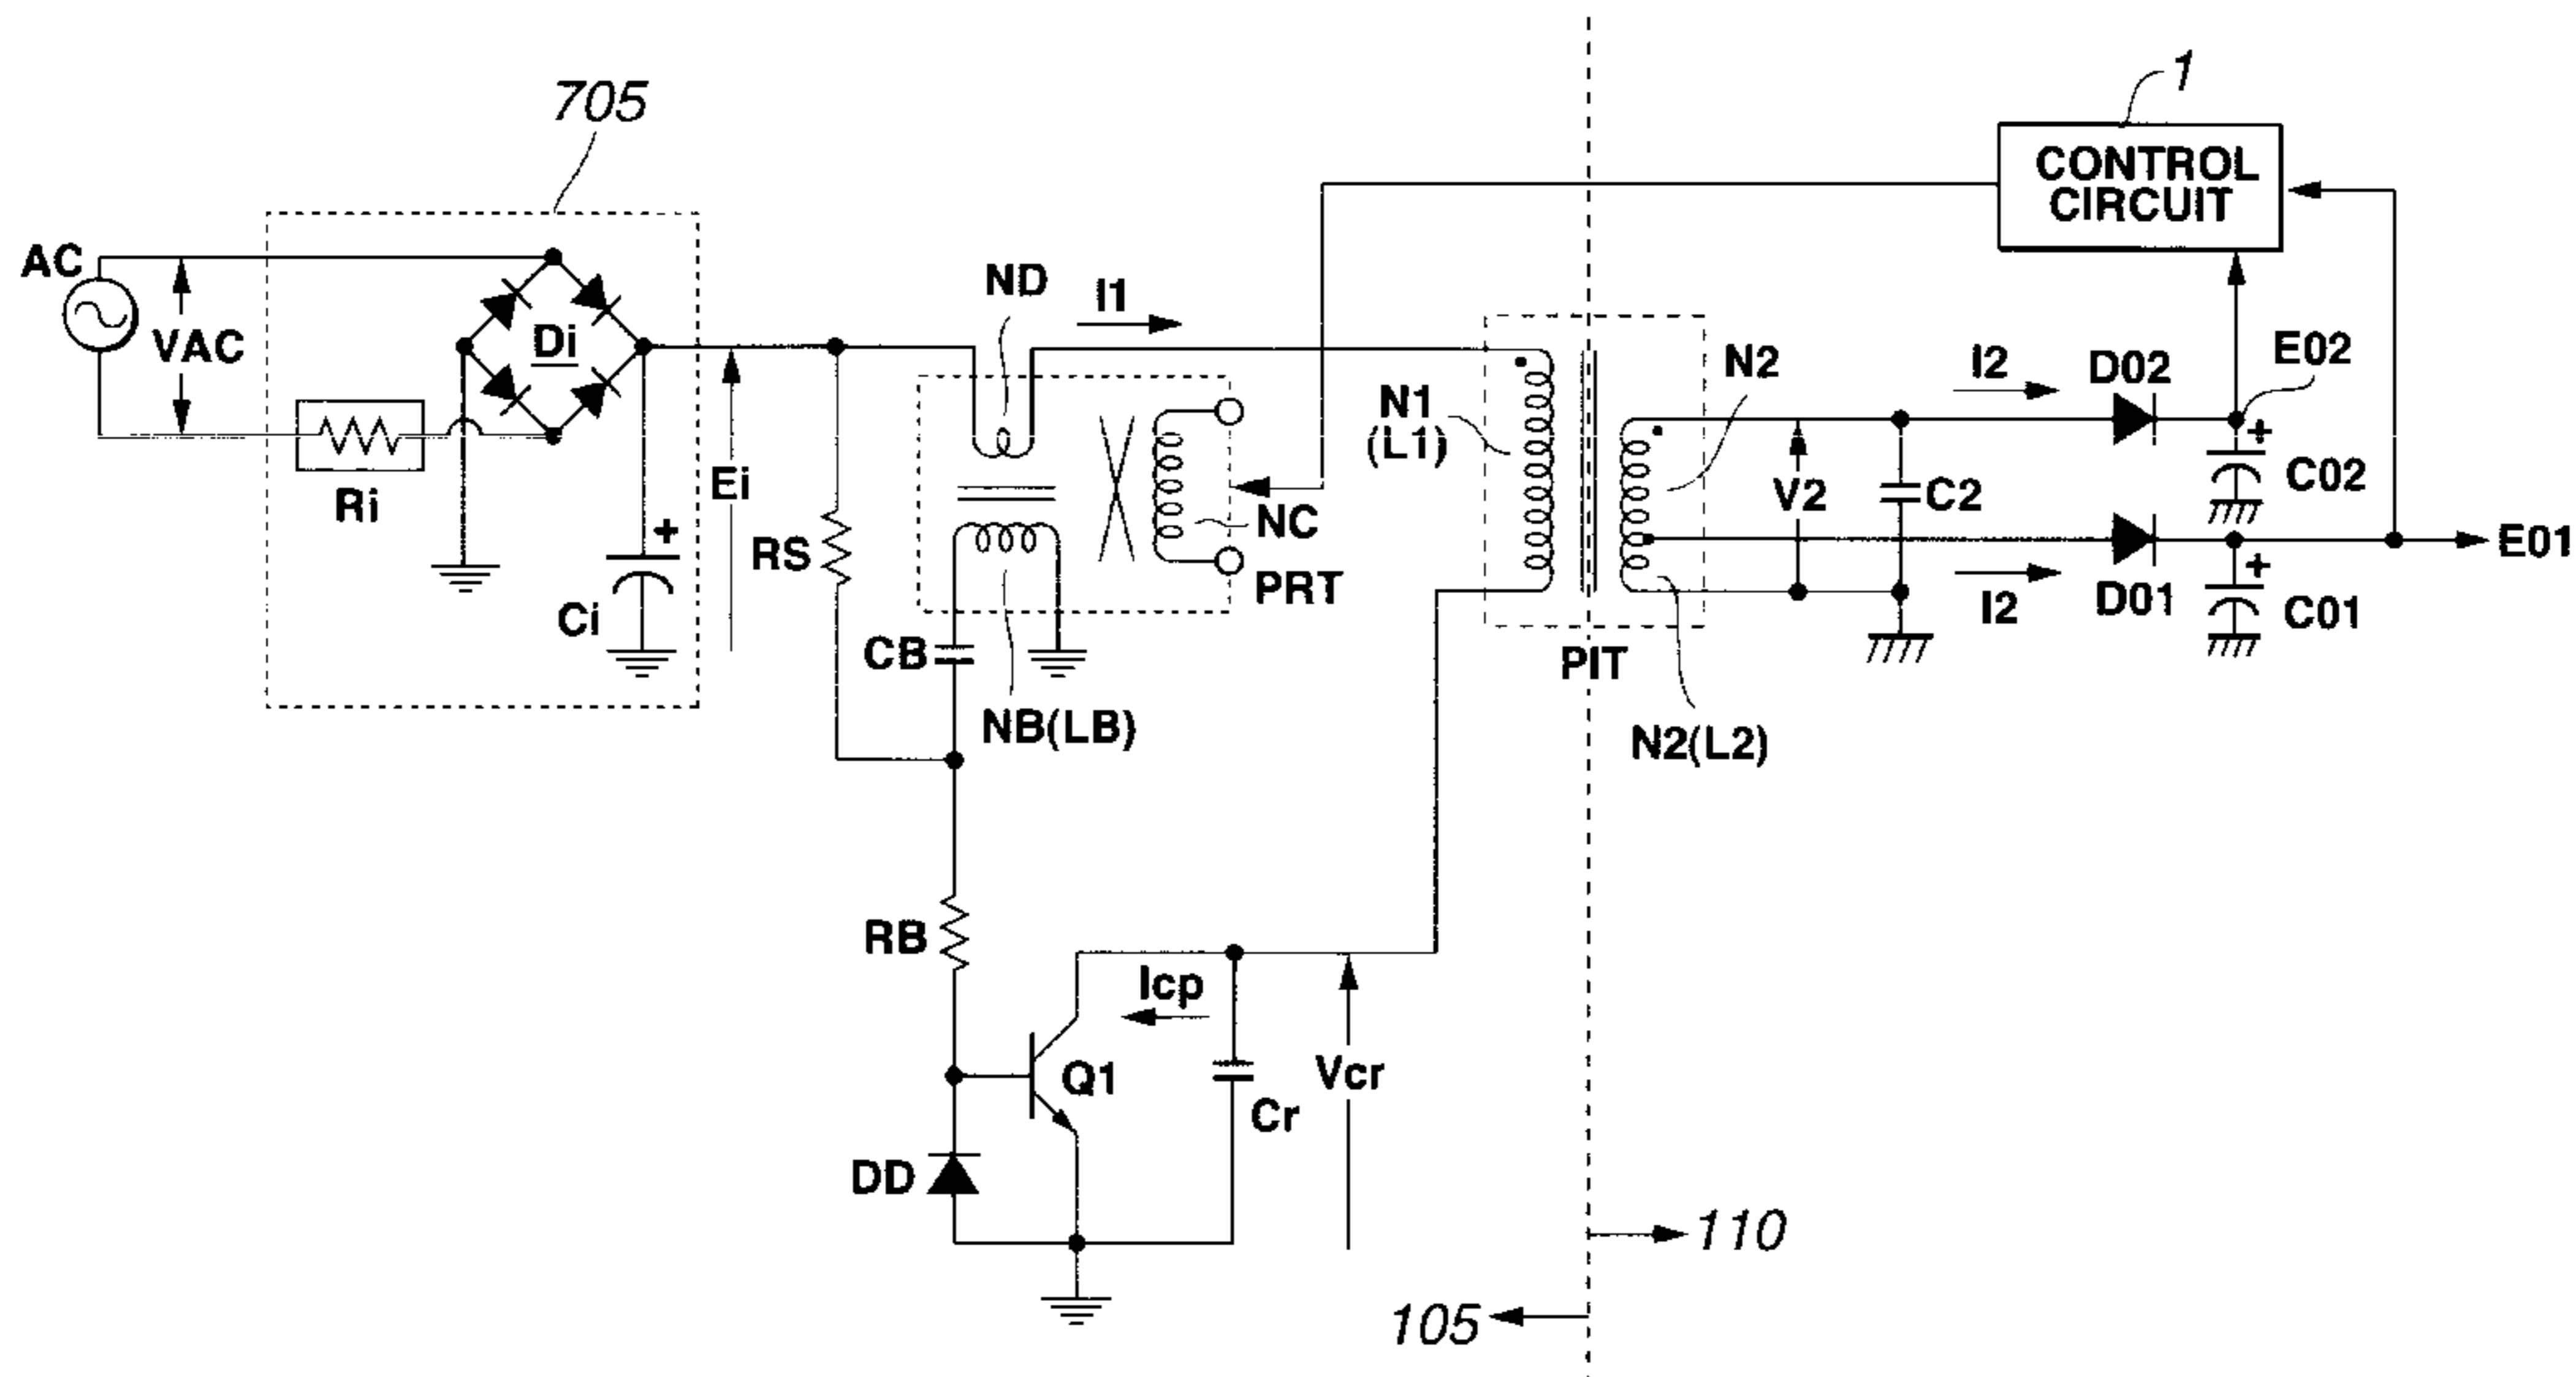 705
1
CONTROL
CIRCUIT
AC
VAC
Di
Ri
+
Ci
Ei
RS
ND
I1
NC
PRT
CB
NB(LB)
N1
(L1)
N2
PIT
N2(L2)
V2
C2
I2
D02
E02
+
C02
I2
D01
+
C01
E01
RB
Icp
Q1
Vcr
Cr
DD
110
105